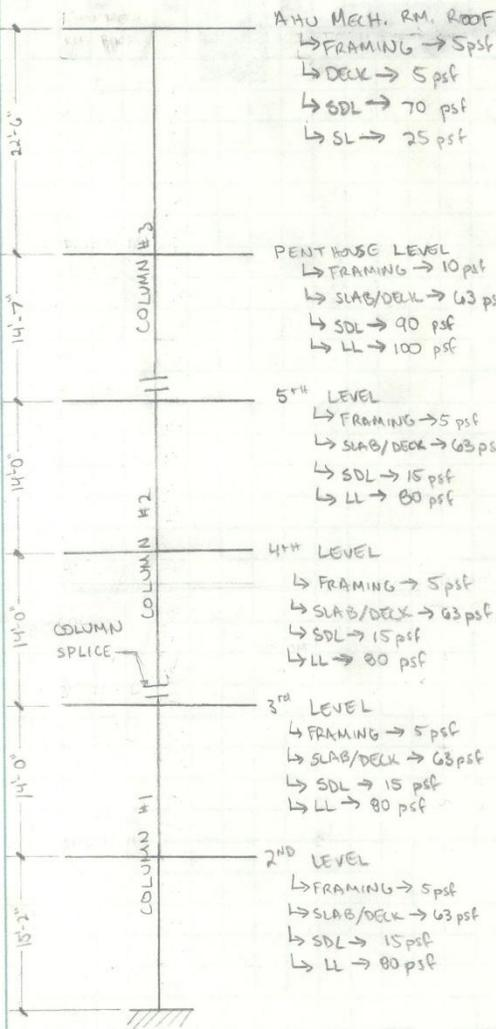 AHU MECH. RM. ROOF
↳ FRAMING → 5 psf
↳ DECK → 5 psf
↳ SDL → 70 psf
↳ SL → 25 psf
22'-6"
COLUMN #3
PENTHOUSE LEVEL
↳ FRAMING → 10 psf
↳ SLAB/DECK → 63 psf
↳ SDL → 90 psf
↳ LL → 100 psf
14'-7"
5TH LEVEL
↳ FRAMING → 5 psf
↳ SLAB/DECK → 63 ps
↳ SDL → 15 psf
↳ LL → 80 psf
14'-0"
COLUMN #2
4TH LEVEL
↳ FRAMING → 5 psf
↳ SLAB/DECK → 63 psf
↳ SDL → 15 psf
↳ LL → 80 psf
14'-0"
COLUMN
SPLICE
3rd LEVEL
↳ FRAMING → 5 psf
↳ SLAB/DECK → 63 psf
↳ SDL → 15 psf
↳ LL → 80 psf
14'-0"
COLUMN #1
2ND LEVEL
↳ FRAMING → 5 psf
↳ SLAB/DECK → 63 psf
↳ SDL → 15 psf
↳ LL → 80 psf
15'-2"